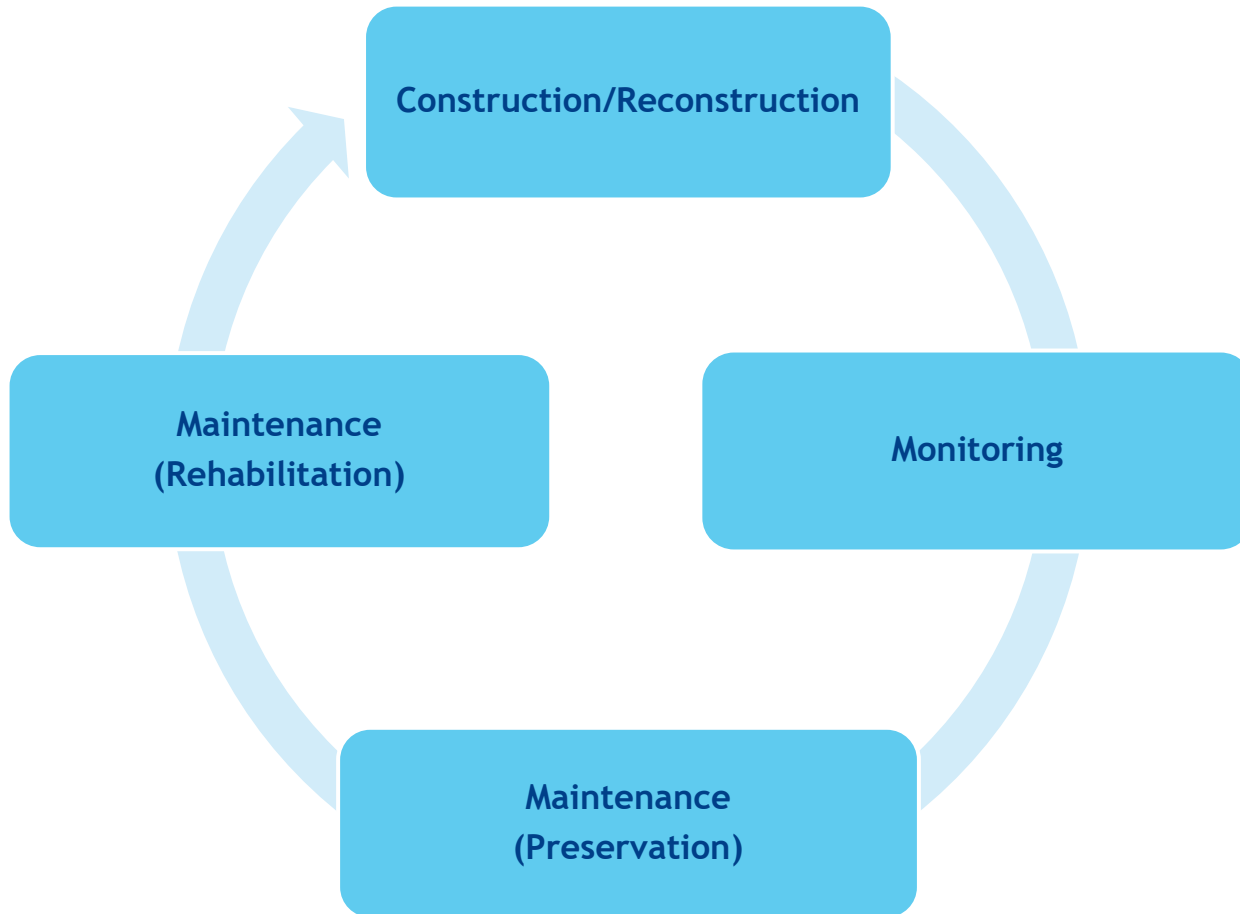 Construction/Reconstruction
Monitoring
Maintenance
(Preservation)
Maintenance
(Rehabilitation)